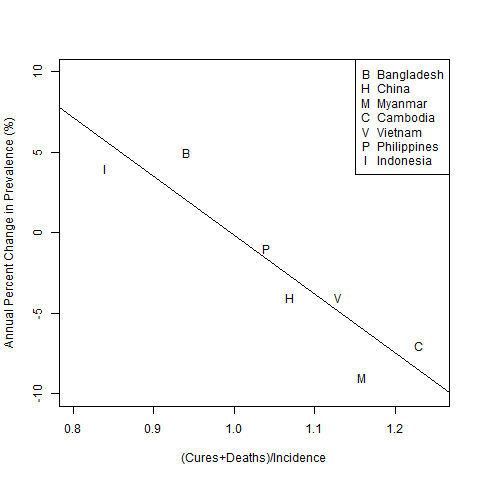 B Bangladesh
H China
M Myanmar
C Cambodia
V Vietnam
P Philippines
I Indonesia
10
5
0
-5
-10
Annual Percent Change in Prevalence (%)
B
I
P
H
V
C
M
0.8 0.9 1.0 1.1 1.2
(Cures+Deaths)/Incidence